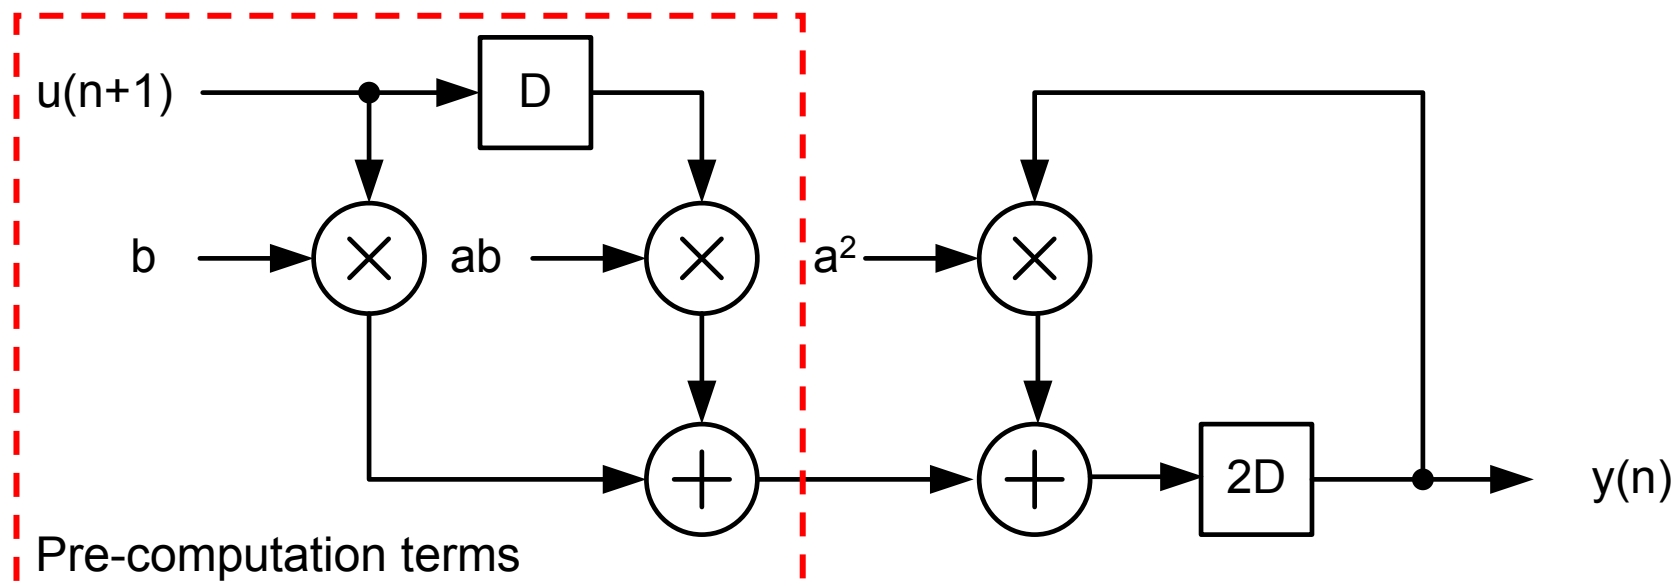 u(n+1)
D
b
ab
a²
2D
y(n)
Pre-computation terms